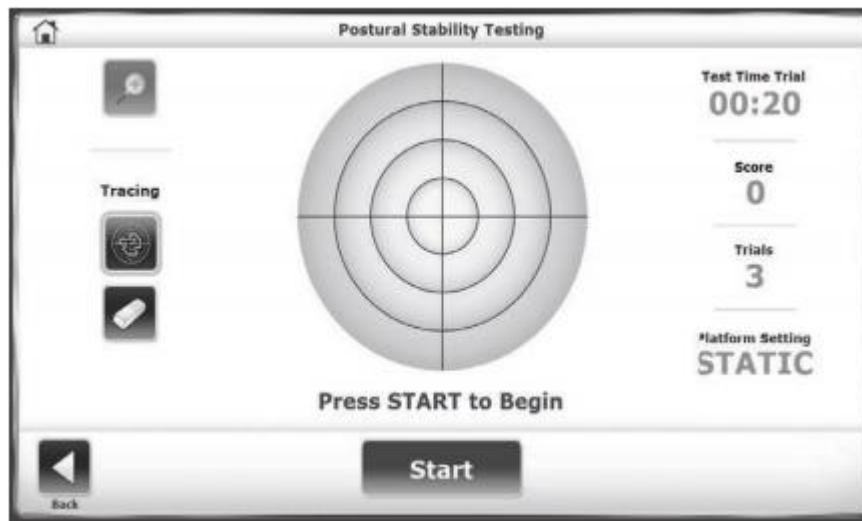 Postural Stability Testing
Tracing
Test Time Trial
00:20
Score
0
Trials
3
Platform Setting
STATIC
Press START to Begin
Back
Start